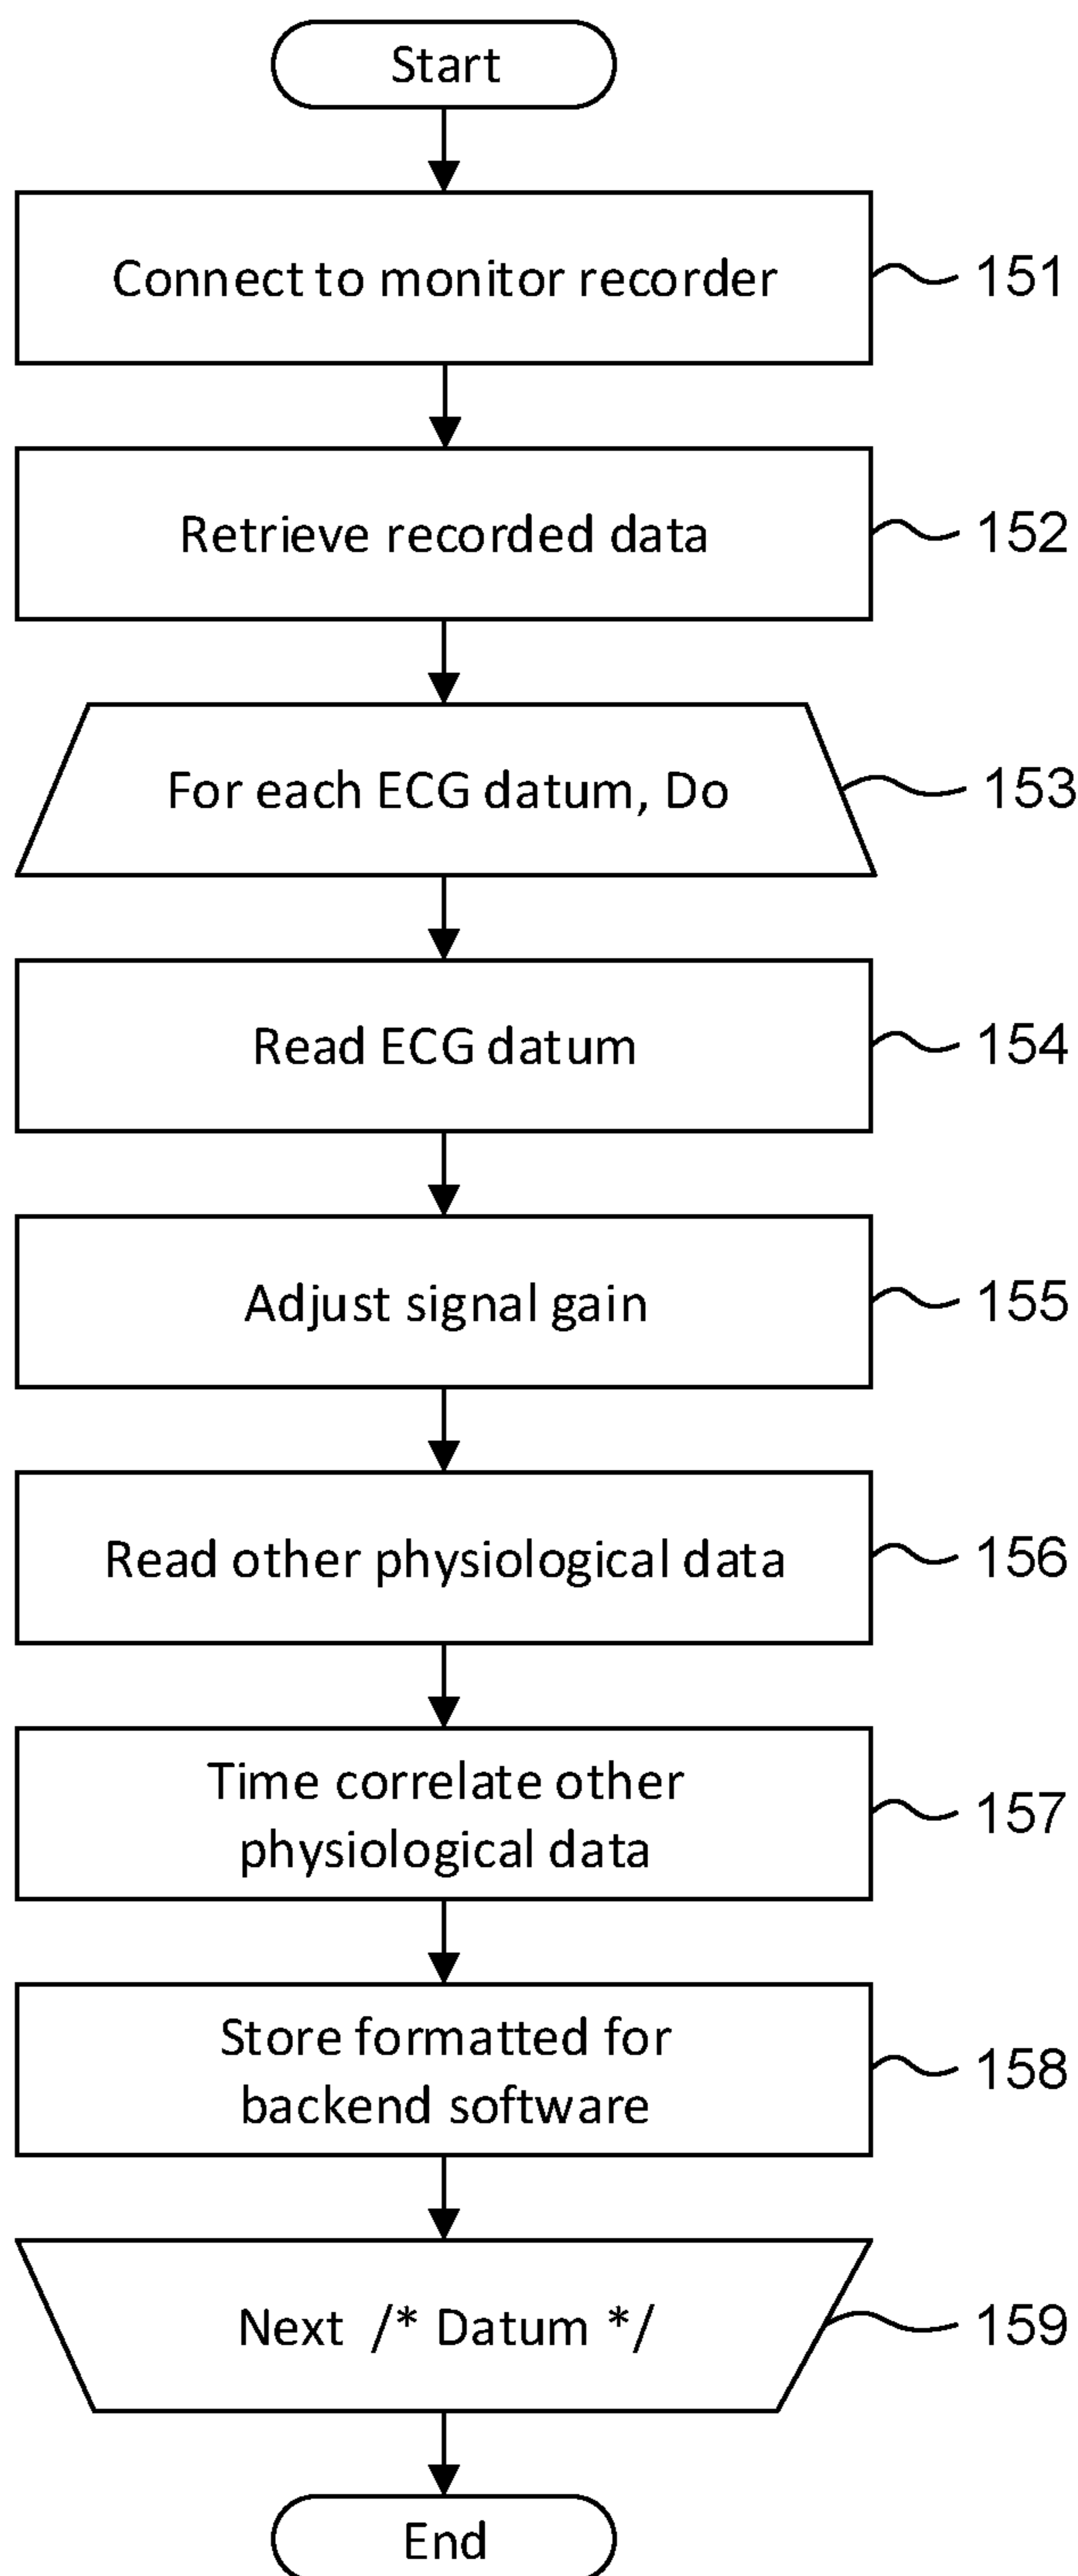 Start
Connect to monitor recorder
151
Retrieve recorded data
152
For each ECG datum, Do
153
Read ECG datum
154
Adjust signal gain
155
Read other physiological data
156
Time correlate other
physiological data
157
Store formatted for
backend software
158
Next /* Datum */
159
End